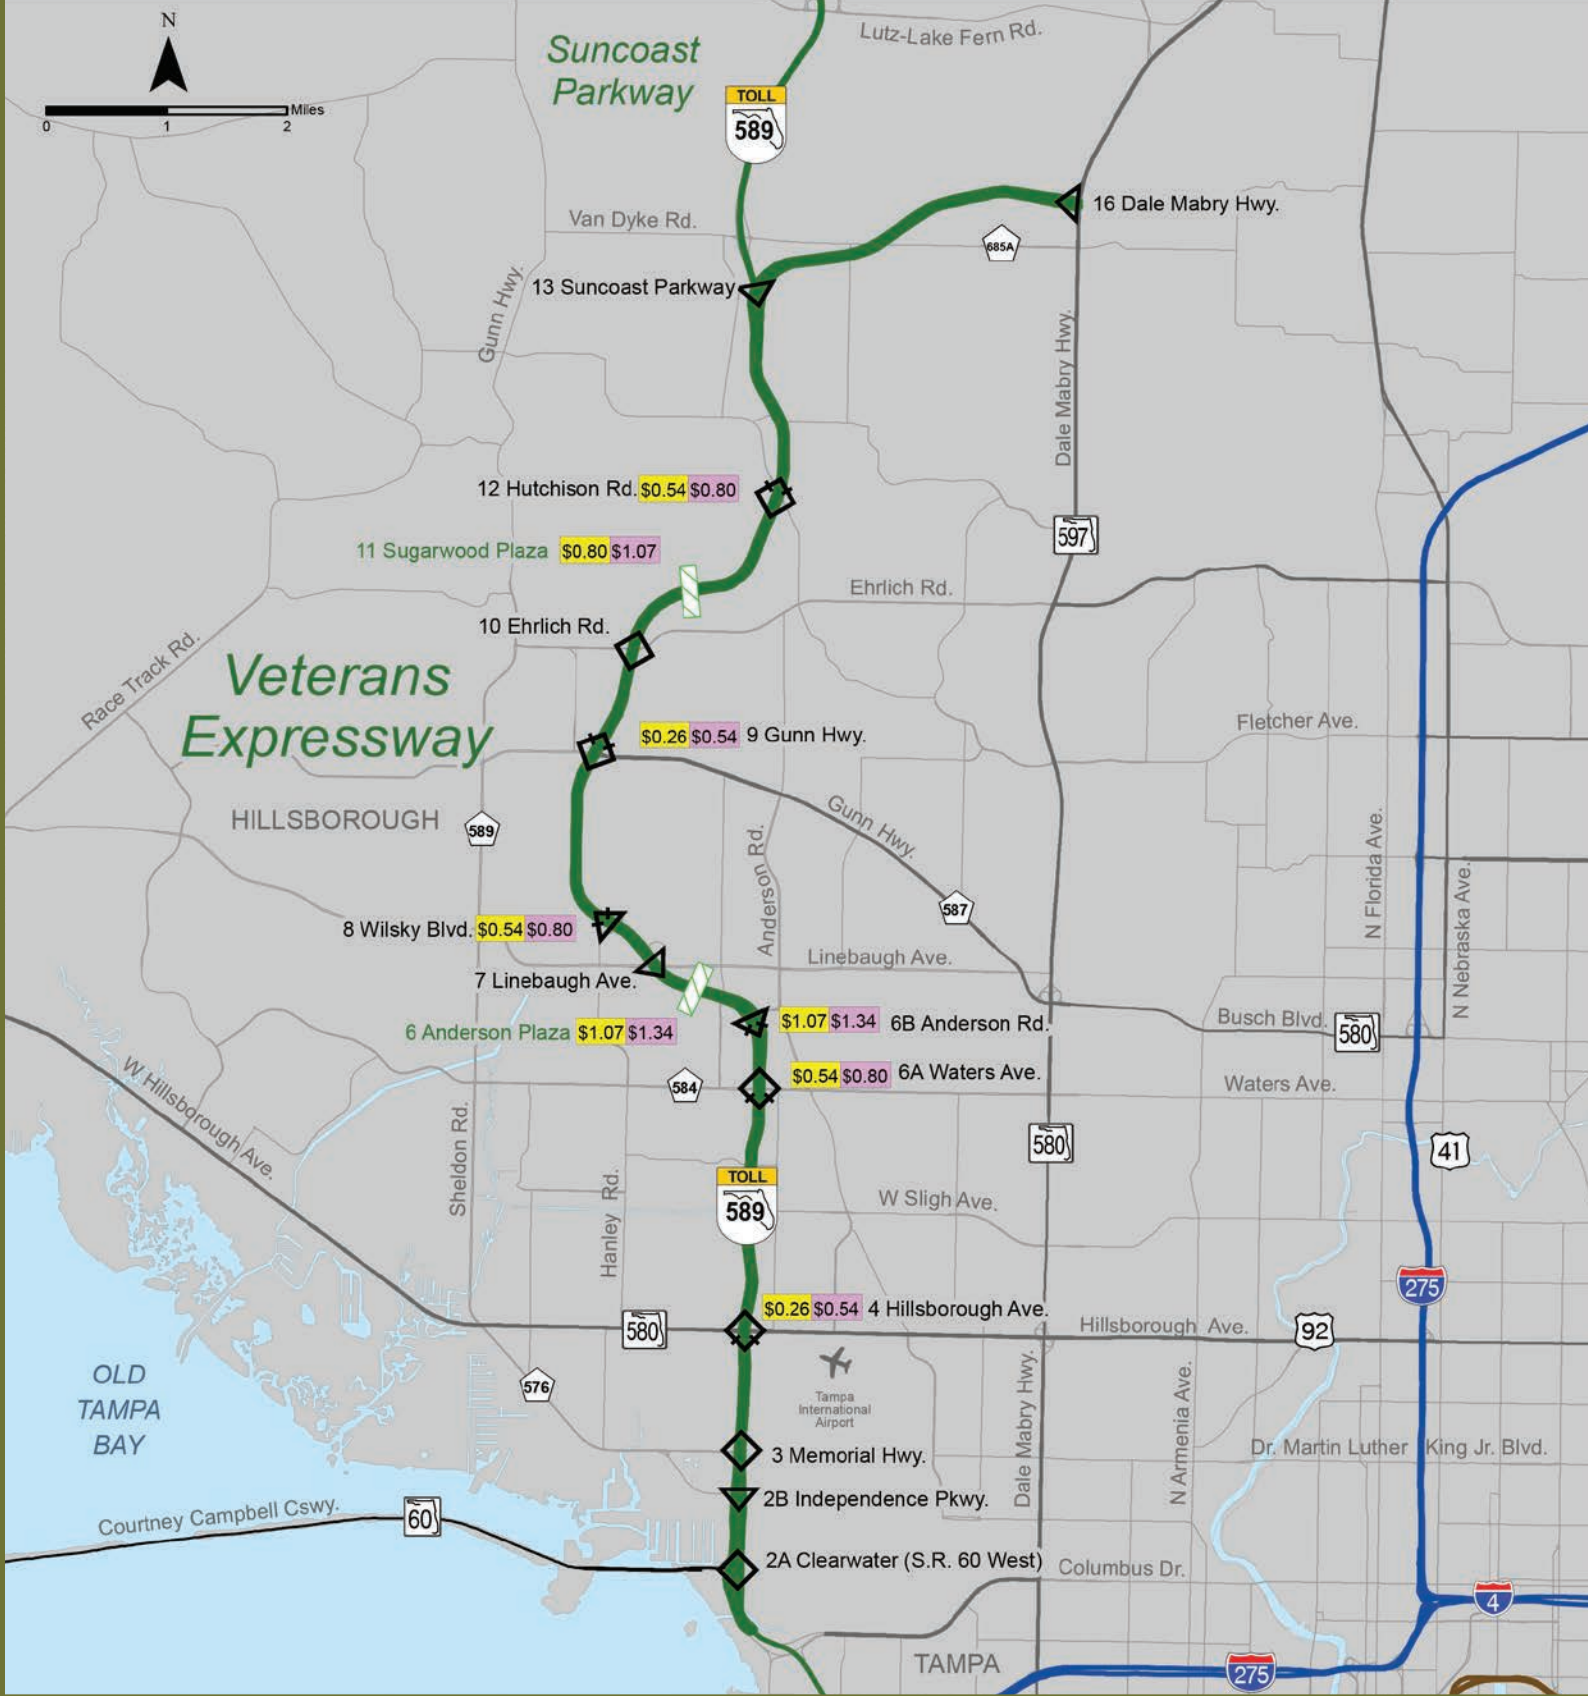 N
Miles
0 1 2
Suncoast
Parkway
Lutz-Lake Fern Rd.
TOLL
589
16 Dale Mabry Hwy.
Van Dyke Rd.
685A
13 Suncoast Parkway
Gunn Hwy.
Dale Mabry Hwy.
12 Hutchison Rd. $0.54 $0.80
597
11 Sugarwood Plaza $0.80 $1.07
Ehrlich Rd.
10 Ehrlich Rd.
Race Track Rd.
Veterans
Expressway
Fletcher Ave.
$0.26 $0.54 9 Gunn Hwy.
HILLSBOROUGH
589
Gunn Hwy.
Anderson Rd.
N Florida Ave.
N Nebraska Ave.
587
8 Wilsky Blvd. $0.54 $0.80
Linebaugh Ave.
7 Linebaugh Ave.
6 Anderson Plaza $1.07 $1.34
$1.07 $1.34 6B Anderson Rd.
Busch Blvd.
580
$0.54 $0.80 6A Waters Ave.
584
Waters Ave.
W Hillsborough Ave.
Sheldon Rd.
Hanley Rd.
580
41
TOLL
589
W Sligh Ave.
275
$0.26 $0.54 4 Hillsborough Ave.
580
Hillsborough Ave.
92
OLD
TAMPA
BAY
576
Tampa
International
Airport
Dale Mabry Hwy.
N Armenia Ave.
3 Memorial Hwy.
Dr. Martin Luther King Jr. Blvd.
2B Independence Pkwy.
Courtney Campbell Cswy.
60
2A Clearwater (S.R. 60 West)
Columbus Dr.
4
TAMPA
275